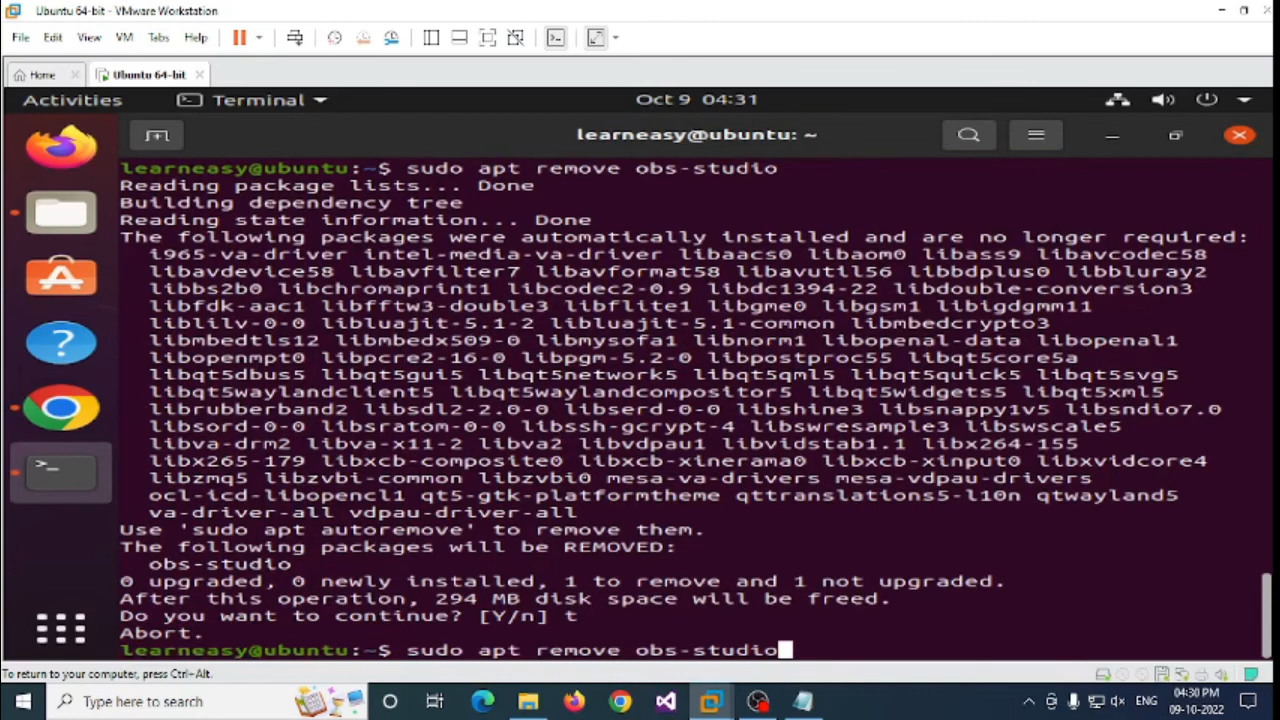 Ubuntu 64-bit - VMware Workstation
File Edit View VM Tabs Help
Home Ubuntu 64-bit
Activities Terminal Oct 9 04:31
learneasy@ubuntu: ~
learneasy@ubuntu:~$ sudo apt remove obs-studio
Reading package lists... Done
Building dependency tree
Reading state information... Done
The following packages were automatically installed and are no longer required:
i965-va-driver intel-media-va-driver libaacs0 libaom0 libass9 libavcodec58
libavdevice58 libavfilter7 libavformat58 libavutil56 libbdplus0 libbluray2
libbs2b0 libchromaprint1 libcodec2-0.9 libdc1394-22 libdouble-conversion3
libfdk-aac1 libfftw3-double3 libflite1 libgme0 libgsm1 libigdgmm11
liblilv-0-0 libluajit-5.1-2 libluajit-5.1-common libmbedcrypto3
libmbedtls12 libmbedx509-0 libmysofa1 libnorm1 libopenal-data libopenal1
libopenmpt0 libpcre2-16-0 libpgm-5.2-0 libpostproc55 libqt5core5a
libqt5dbus5 libqt5gui5 libqt5network5 libqt5qml5 libqt5quick5 libqt5svg5
libqt5waylandclient5 libqt5waylandcompositor5 libqt5widgets5 libqt5xml5
librubberband2 libsdl2-2.0-0 libserd-0-0 libshine3 libsnappy1v5 libsndio7.0
libsord-0-0 libsratom-0-0 libssh-gcrypt-4 libswresample3 libswscale5
libva-drm2 libva-x11-2 libva2 libvdpau1 libvidstab1.1 libx264-155
libx265-179 libxcb-composite0 libxcb-xinerama0 libxcb-xinput0 libxvidcore4
libzmq5 libzvbi-common libzvbi0 mesa-va-drivers mesa-vdpau-drivers
ocl-icd-libopencl1 qt5-gtk-platformtheme qttranslations5-l10n qtwayland5
va-driver-all vdpau-driver-all
Use 'sudo apt autoremove' to remove them.
The following packages will be REMOVED:
obs-studio
0 upgraded, 0 newly installed, 1 to remove and 1 not upgraded.
After this operation, 294 MB disk space will be freed.
Do you want to continue? [Y/n] t
Abort.
learneasy@ubuntu:~$ sudo apt remove obs-studio
To return to your computer, press Ctrl+Alt.
Type here to search ENG 04:30 PM
09-10-2022